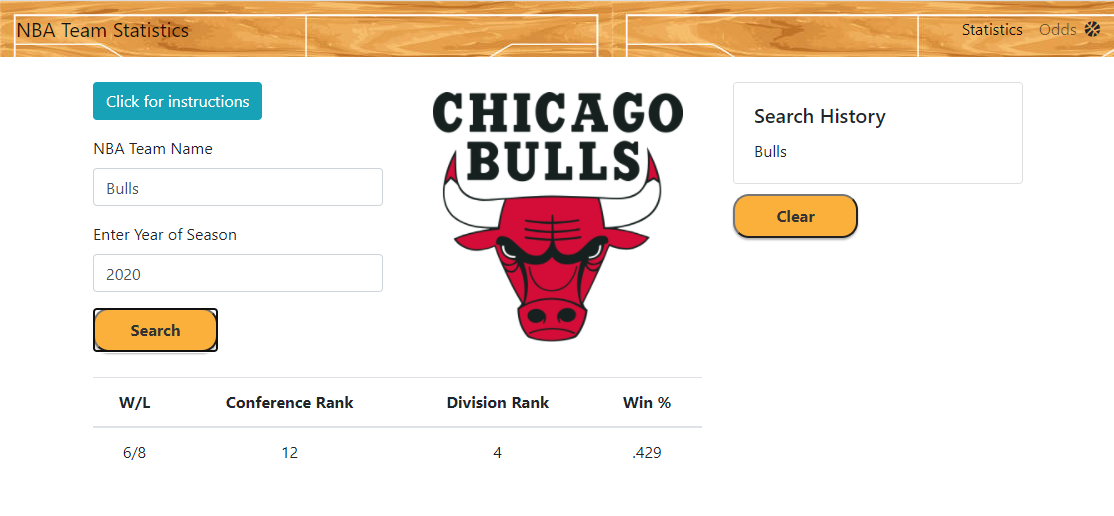 NBA Team Statistics
Statistics Odds
Click for instructions
NBA Team Name
Bulls
Enter Year of Season
2020
Search
CHICAGO
BULLS
Search History
Bulls
Clear
W/L Conference Rank Division Rank Win %
6/8 12 4 .429